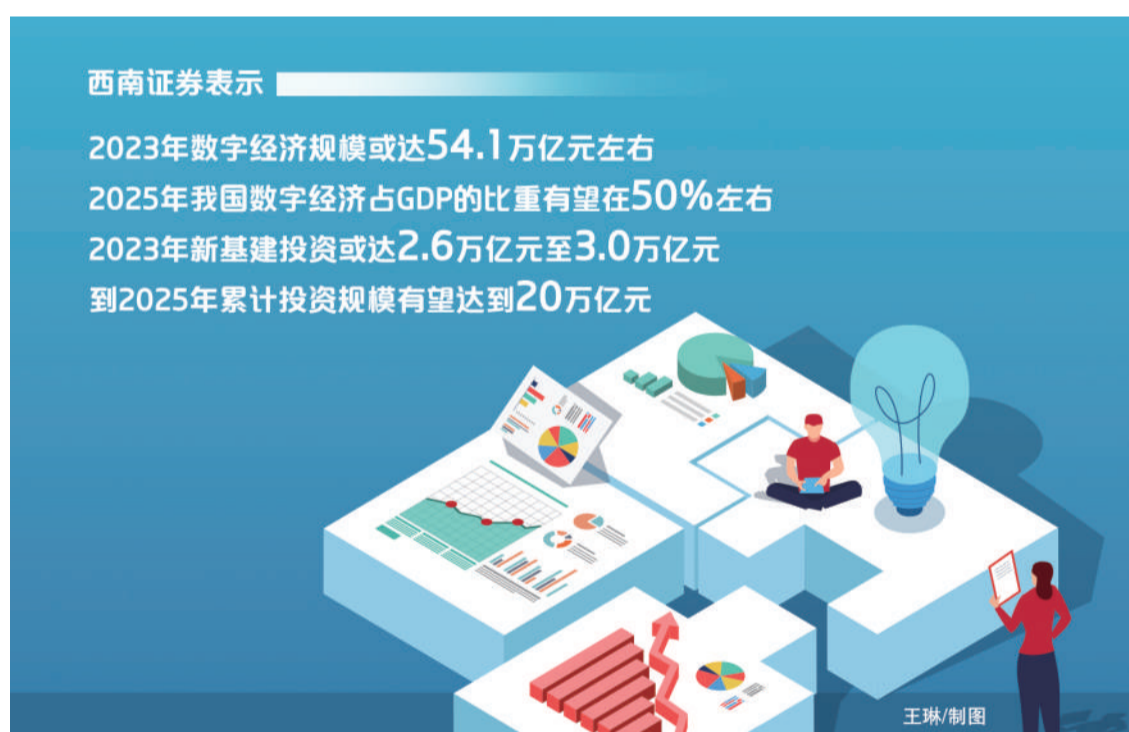 西南证券表示
2023年数字经济规模或达54.1万亿元左右
2025年我国数字经济占GDP的比重有望在50%左右
2023年新基建投资或达2.6万亿元至3.0万亿元
到2025年累计投资规模有望达到20万亿元
王琳/制图